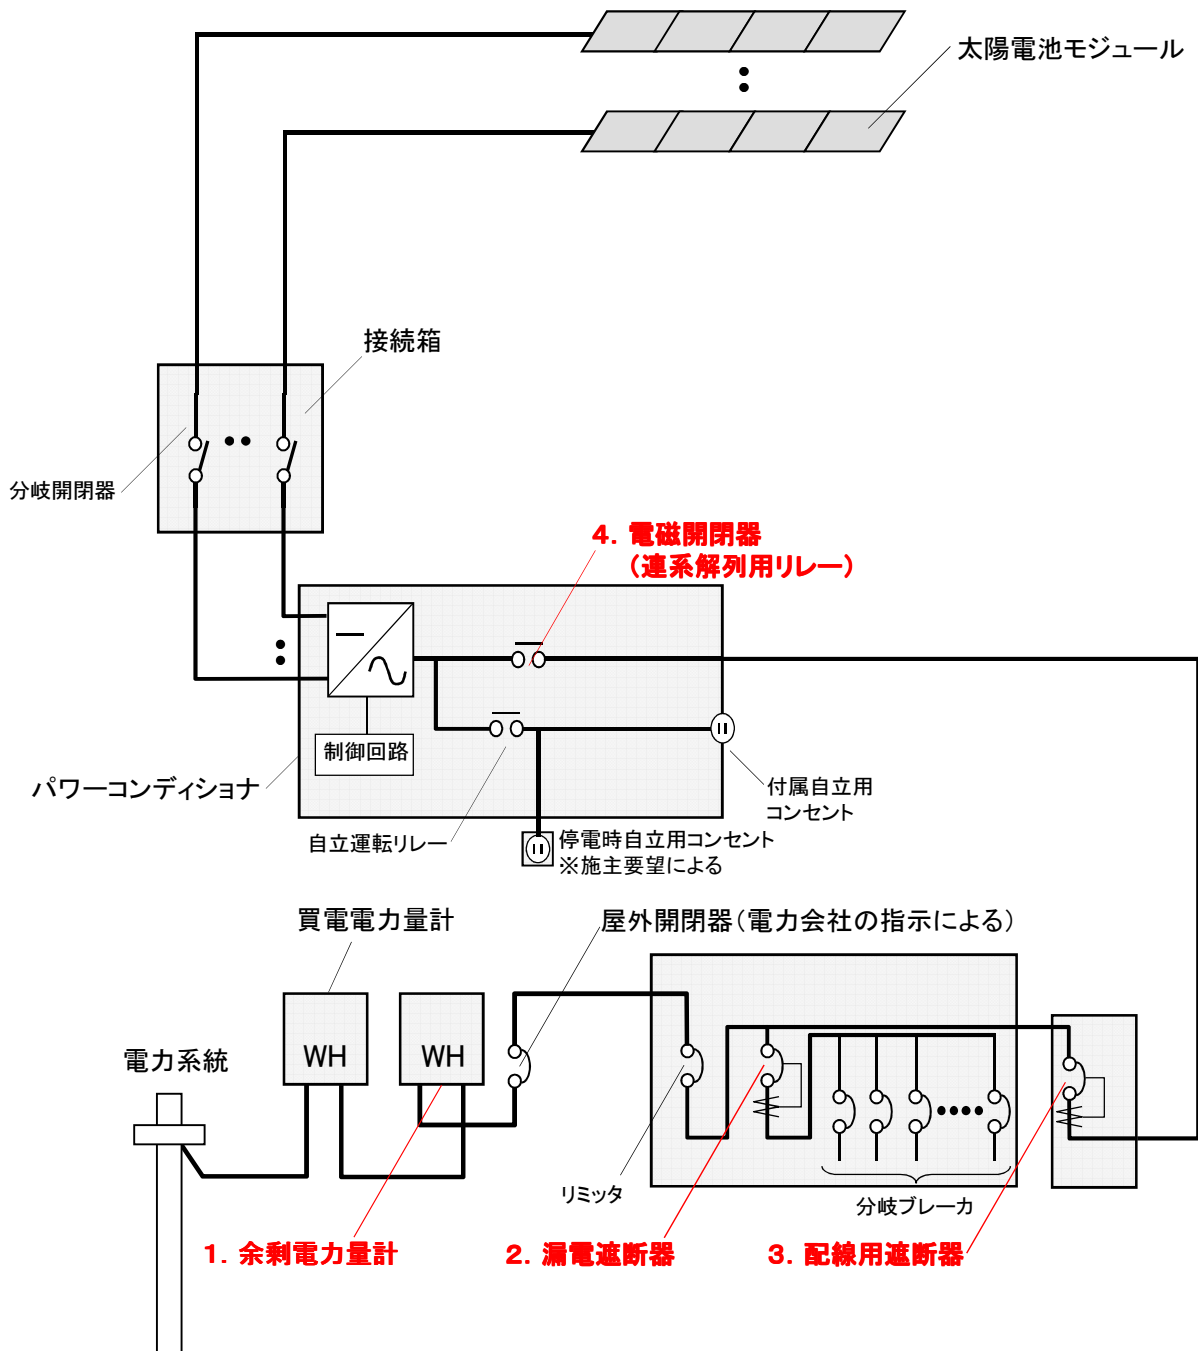 太陽電池モジュール
接続箱
分岐開閉器
4. 電磁開閉器
(連系解列用リレー)
制御回路
パワーコンディショナ
付属自立用
コンセント
自立運転リレー
停電時自立用コンセント
※施主要望による
買電電力量計
屋外開閉器(電力会社の指示による)
WH
WH
電力系統
リミッタ
分岐ブレーカ
1. 余剰電力量計
2. 漏電遮断器
3. 配線用遮断器